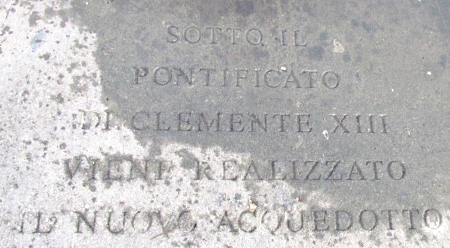 SOTTO IL
PONTIFICATO
DI CLEMENTE XIII
VIENE REALIZZATO
IL NUOVO ACQUEDOTTO